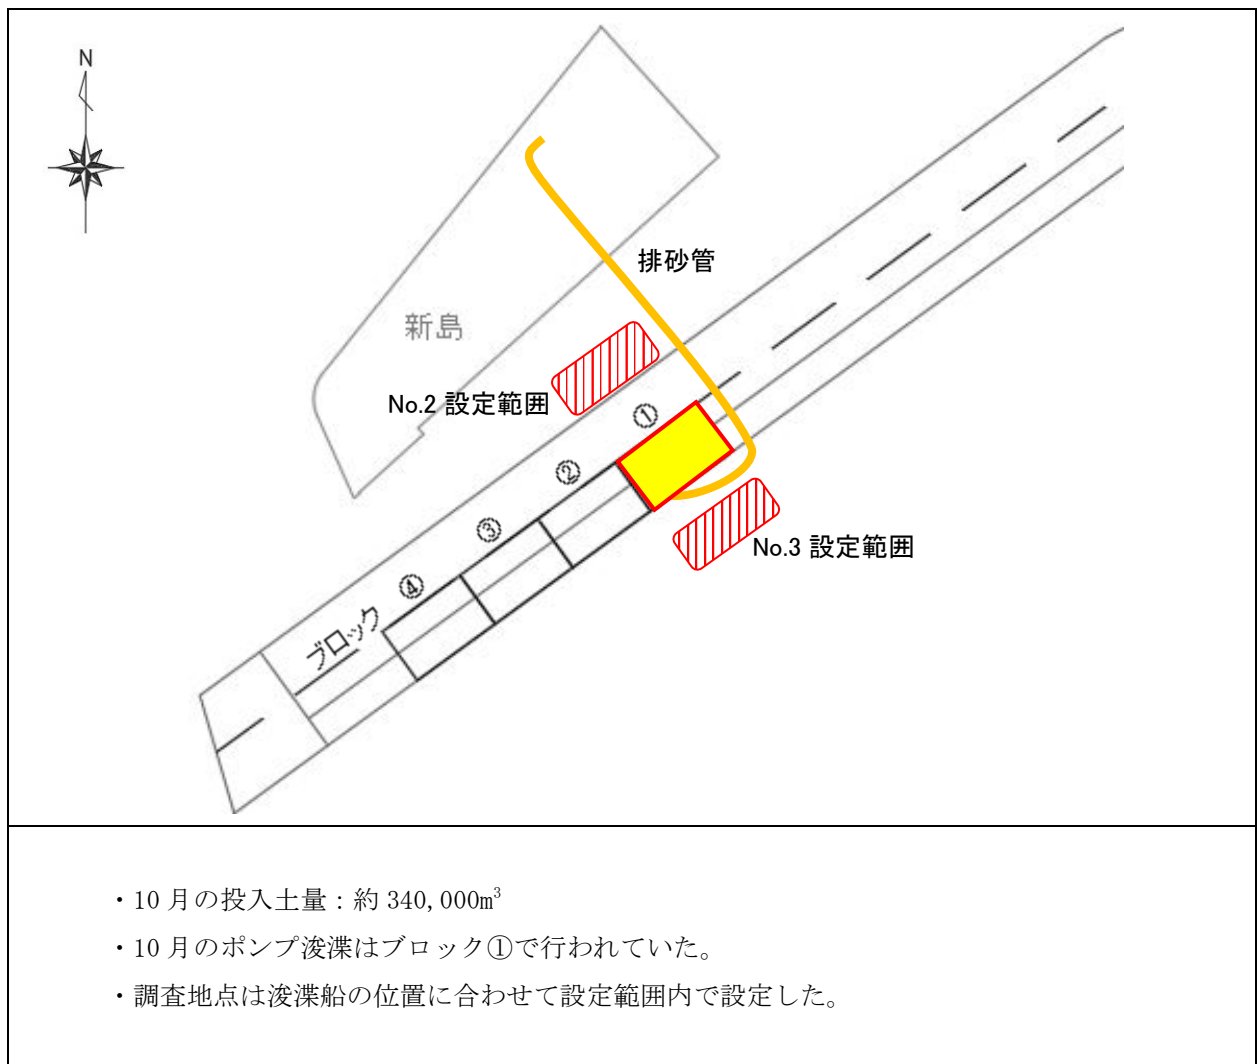 N
排砂管
新島
No.2 設定範囲
①
②
③
④
ブロック
No.3 設定範囲
・10 月の投入土量：約 340,000m³
・10 月のポンプ浚渫はブロック①で行われていた。
・調査地点は浚渫船の位置に合わせて設定範囲内で設定した。